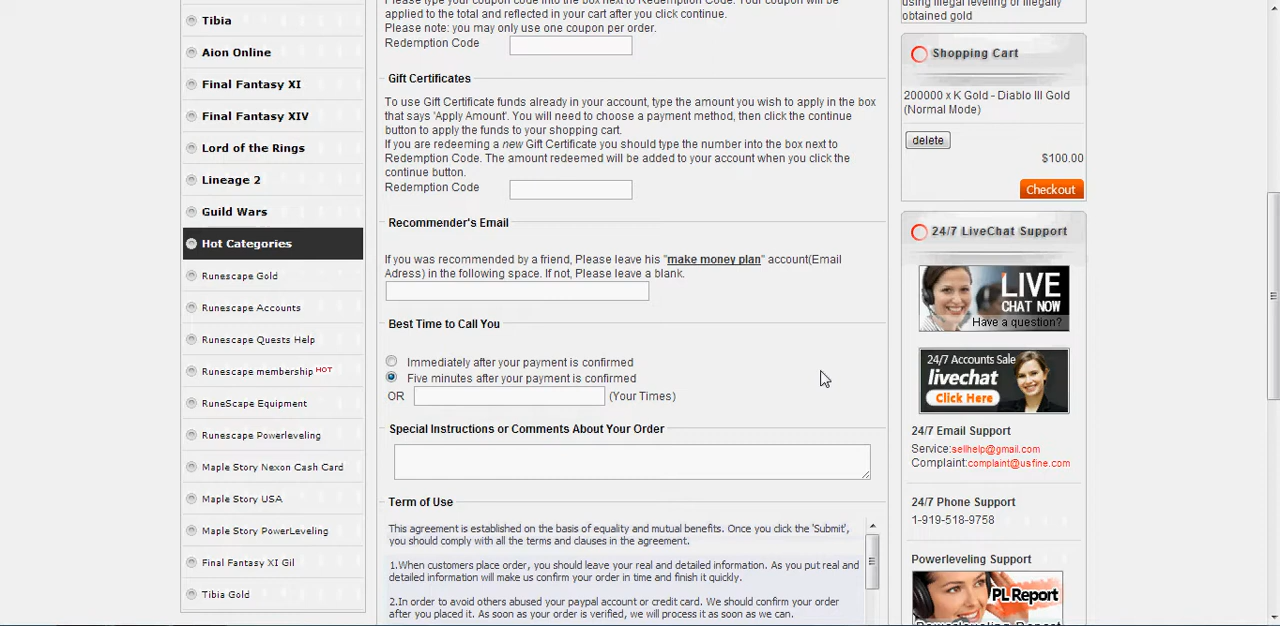 Tibia
Aion Online
Final Fantasy XI
Final Fantasy XIV
Lord of the Rings
Lineage 2
Guild Wars
Hot Categories
Runescape Gold
Runescape Accounts
Runescape Quests Help
Runescape membership HOT
RuneScape Equipment
Runescape Powerleveling
Maple Story Nexon Cash Card
Maple Story USA
Maple Story PowerLeveling
Final Fantasy XI Gil
Tibia Gold
Please type your coupon code into the box next to Redemption Code. Your coupon will be
applied to the total and reflected in your cart after you click continue.
Please note: you may only use one coupon per order.
Redemption Code
Gift Certificates
To use Gift Certificate funds already in your account, type the amount you wish to apply in the box
that says 'Apply Amount'. You will need to choose a payment method, then click the continue
button to apply the funds to your shopping cart.
If you are redeeming a new Gift Certificate you should type the number into the box next to
Redemption Code. The amount redeemed will be added to your account when you click the
continue button.
Redemption Code
Recommender's Email
If you was recommended by a friend, Please leave his "make money plan" account(Email
Adress) in the following space. If not, Please leave a blank.
Best Time to Call You
Immediately after your payment is confirmed
Five minutes after your payment is confirmed
OR (Your Times)
Special Instructions or Comments About Your Order
Term of Use
This agreement is established on the basis of equality and mutual benefits. Once you click the 'Submit',
you should comply with all the terms and clauses in the agreement.
1.When customers place order, you should leave your real and detailed information. As you put real and
detailed information will make us confirm your order in time and finish it quickly.
2.In order to avoid others abused your paypal account or credit card. We should confirm your order
after you placed it. As soon as your order is verified, we will process it as soon as we can.
using illegal leveling or illegally
obtained gold
Shopping Cart
200000 x K Gold - Diablo III Gold
(Normal Mode)
delete
$100.00
Checkout
24/7 LiveChat Support
LIVE
CHAT NOW
Have a question?
24/7 Accounts Sale
livechat
Click Here
24/7 Email Support
Service:sellhelp@gmail.com
Complaint:complaint@usfine.com
24/7 Phone Support
1-919-518-9758
Powerleveling Support
PL Report
Powerleveling Report